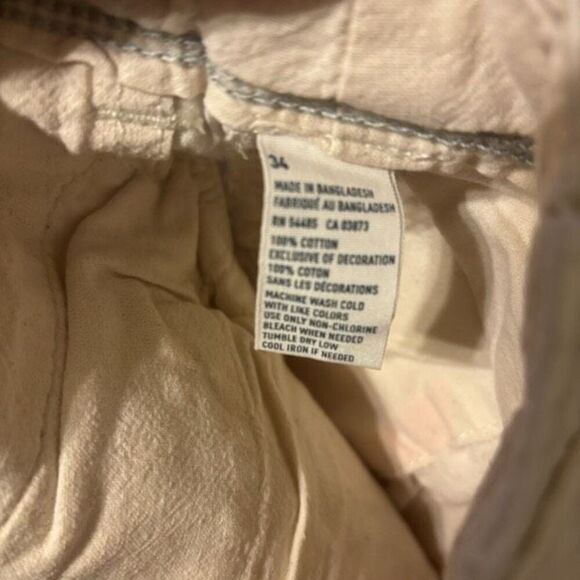 34
MADE IN BANGLADESH
FABRIQUÉ AU BANGLADESH
RN 54485 CA 03873
100% COTTON
EXCLUSIVE OF DECORATION
100% COTON
SANS LES DÉCORATIONS
MACHINE WASH COLD
WITH LIKE COLORS
USE ONLY NON-CHLORINE
BLEACH WHEN NEEDED
TUMBLE DRY LOW
COOL IRON IF NEEDED